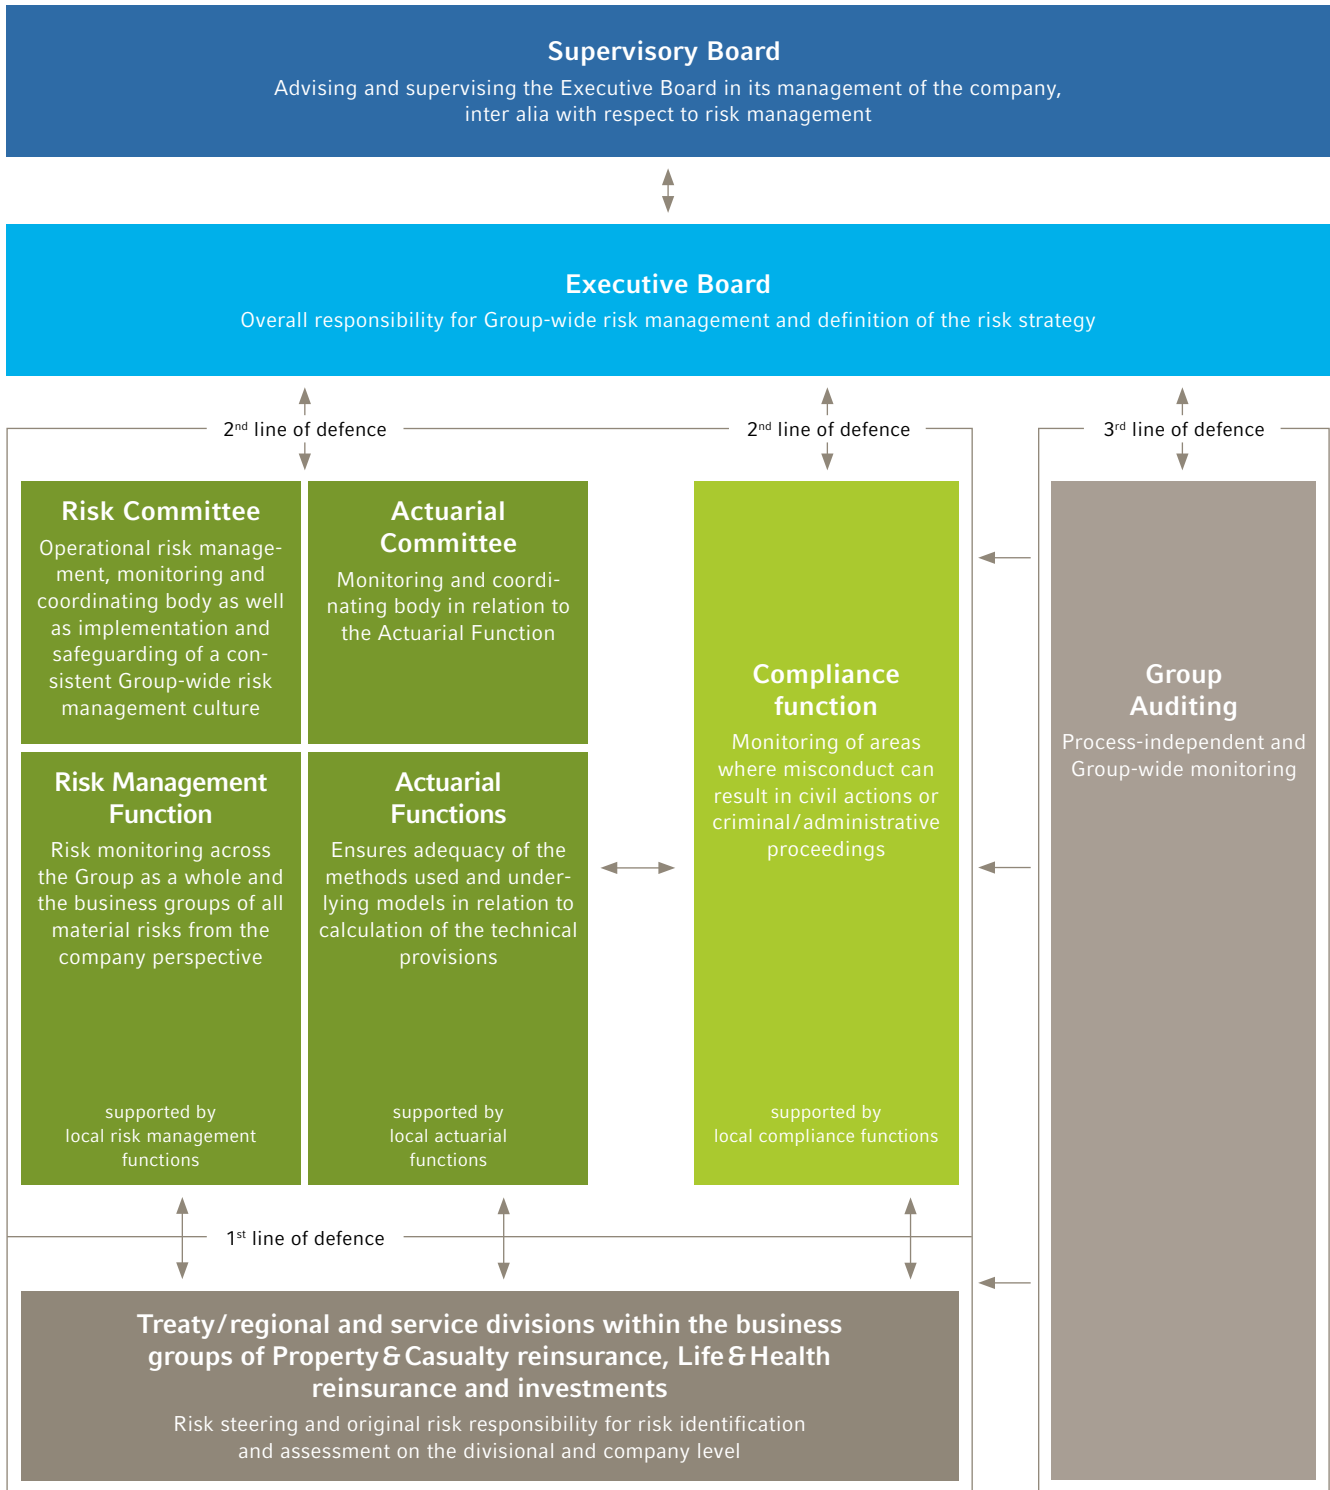 Supervisory Board
Advising and supervising the Executive Board in its management of the company,
inter alia with respect to risk management
Executive Board
Overall responsibility for Group-wide risk management and definition of the risk strategy
2nd line of defence
2nd line of defence
3rd line of defence
Risk Committee
Operational risk manage-
ment, monitoring and
coordinating body as well
as implementation and
safeguarding of a con-
sistent Group-wide risk
management culture
Actuarial
Committee
Monitoring and coordi-
nating body in relation to
the Actuarial Function
Risk Management
Function
Risk monitoring across
the Group as a whole and
the business groups of all
material risks from the
company perspective
supported by
local risk management
functions
Actuarial
Functions
Ensures adequacy of the
methods used and under-
lying models in relation to
calculation of the technical
provisions
supported by
local actuarial
functions
Compliance
function
Monitoring of areas
where misconduct can
result in civil actions or
criminal/administrative
proceedings
supported by
local compliance functions
Group
Auditing
Process-independent and
Group-wide monitoring
1st line of defence
Treaty/regional and service divisions within the business
groups of Property & Casualty reinsurance, Life & Health
reinsurance and investments
Risk steering and original risk responsibility for risk identification
and assessment on the divisional and company level